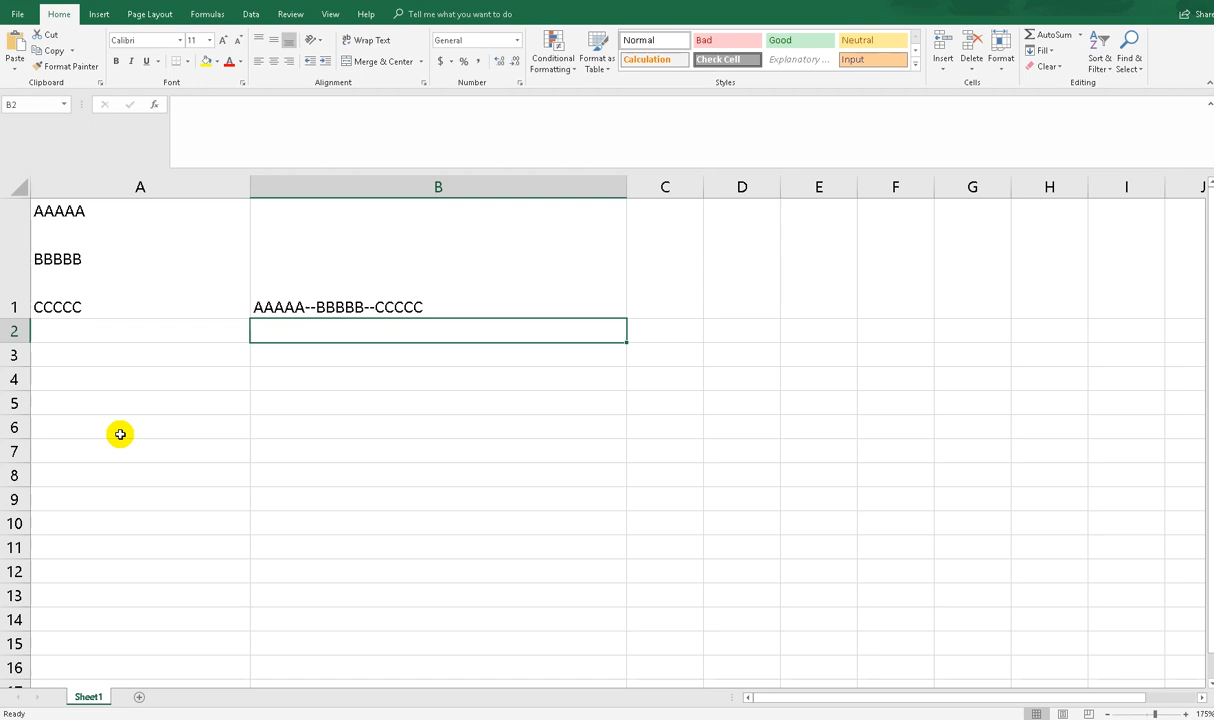 File Home Insert Page Layout Formulas Data Review View Help Tell me what you want to do Share
Paste Cut Copy Format Painter Clipboard
Calibri 11 B I U A Font
Wrap Text Merge & Center Alignment
General $ % Number
Conditional Formatting Format as Table
Normal Bad Good Neutral
Calculation Check Cell Explanatory ... Input
Styles
Insert Delete Format Cells
AutoSum Fill Clear Sort & Filter Find & Select Editing
B2 fx
A B C D E F G H I J
AAAAA
BBBBB
1 CCCCC AAAAA--BBBBB--CCCCC
2
3
4
5
6
7
8
9
10
11
12
13
14
15
16
Sheet1
Ready 175%